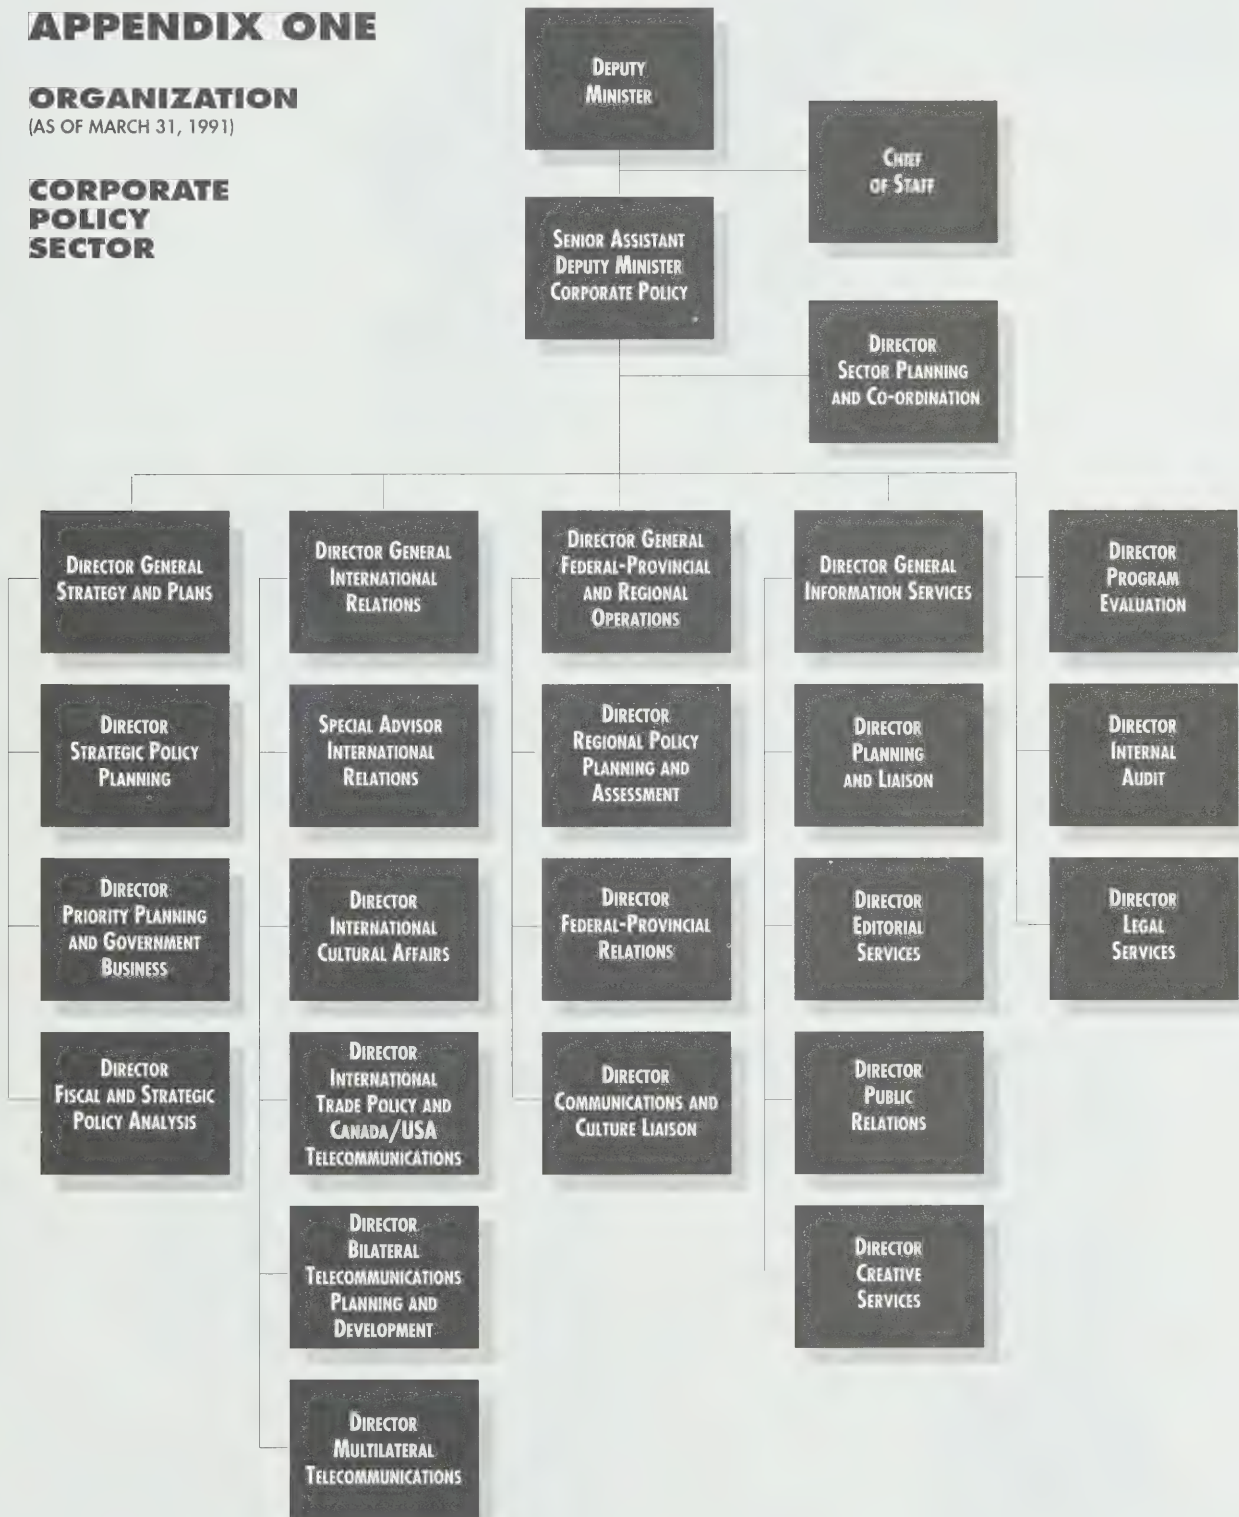 APPENDIX ONE
ORGANIZATION
(AS OF MARCH 31, 1991)
CORPORATE
POLICY
SECTOR
DEPUTY
MINISTER
CHIEF
OF STAFF
SENIOR ASSISTANT
DEPUTY MINISTER
CORPORATE POLICY
DIRECTOR
SECTOR PLANNING
AND CO-ORDINATION
DIRECTOR GENERAL
STRATEGY AND PLANS
DIRECTOR
STRATEGIC POLICY
PLANNING
DIRECTOR
PRIORITY PLANNING
AND GOVERNMENT
BUSINESS
DIRECTOR
FISCAL AND STRATEGIC
POLICY ANALYSIS
DIRECTOR GENERAL
INTERNATIONAL
RELATIONS
SPECIAL ADVISOR
INTERNATIONAL
RELATIONS
DIRECTOR
INTERNATIONAL
CULTURAL AFFAIRS
DIRECTOR
INTERNATIONAL
TRADE POLICY AND
CANADA/USA
TELECOMMUNICATIONS
DIRECTOR
BILATERAL
TELECOMMUNICATIONS
PLANNING AND
DEVELOPMENT
DIRECTOR
MULTILATERAL
TELECOMMUNICATIONS
DIRECTOR GENERAL
FEDERAL-PROVINCIAL
AND REGIONAL
OPERATIONS
DIRECTOR
REGIONAL POLICY
PLANNING AND
ASSESSMENT
DIRECTOR
FEDERAL-PROVINCIAL
RELATIONS
DIRECTOR
COMMUNICATIONS AND
CULTURE LIAISON
DIRECTOR GENERAL
INFORMATION SERVICES
DIRECTOR
PLANNING
AND LIAISON
DIRECTOR
EDITORIAL
SERVICES
DIRECTOR
PUBLIC
RELATIONS
DIRECTOR
CREATIVE
SERVICES
DIRECTOR
PROGRAM
EVALUATION
DIRECTOR
INTERNAL
AUDIT
DIRECTOR
LEGAL
SERVICES